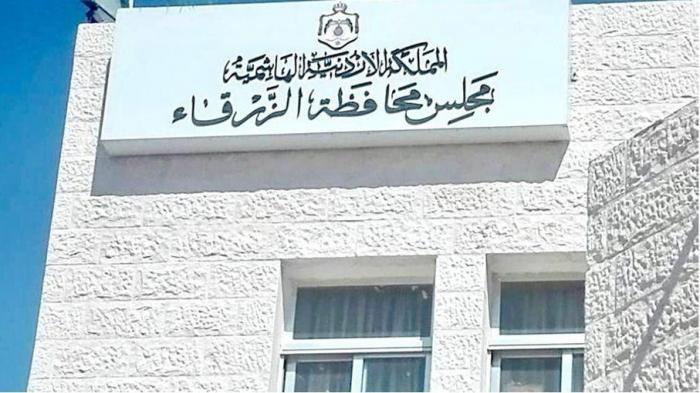 المملكة الأردنية الهاشمية
مجلس محافظة الزرقاء